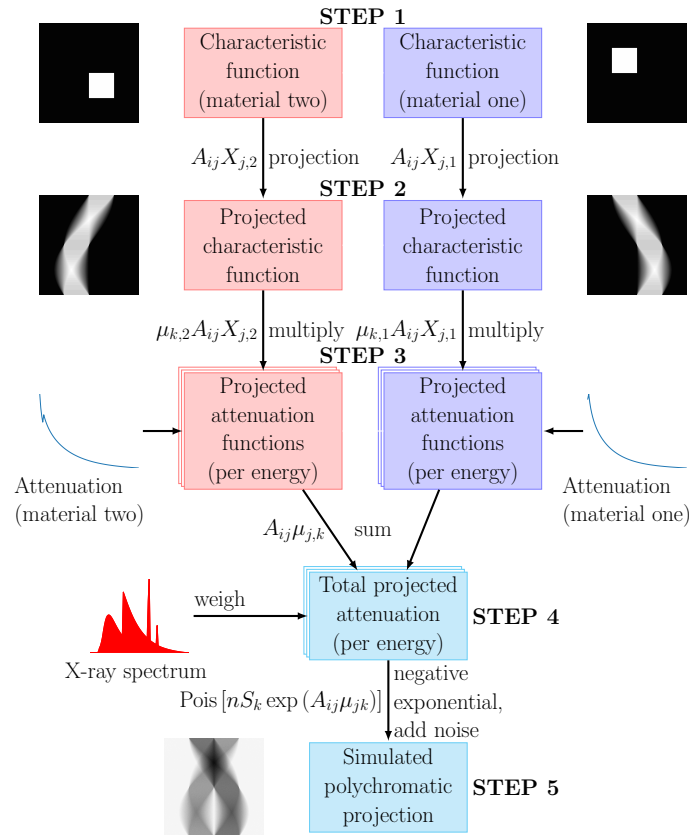 STEP 1
Characteristic
function
(material two)
Characteristic
function
(material one)
A_{ij}X_{j,2} projection
A_{ij}X_{j,1} projection
STEP 2
Projected
characteristic
function
Projected
characteristic
function
μ_{k,2}A_{ij}X_{j,2} multiply
μ_{k,1}A_{ij}X_{j,1} multiply
STEP 3
Projected
attenuation
functions
(per energy)
Projected
attenuation
functions
(per energy)
Attenuation
(material two)
Attenuation
(material one)
A_{ij}μ_{j,k} sum
weigh
X-ray spectrum
Total projected
attenuation
(per energy)
STEP 4
Pois [nS_k exp (A_{ij}μ_{jk})]
negative
exponential,
add noise
Simulated
polychromatic
projection
STEP 5